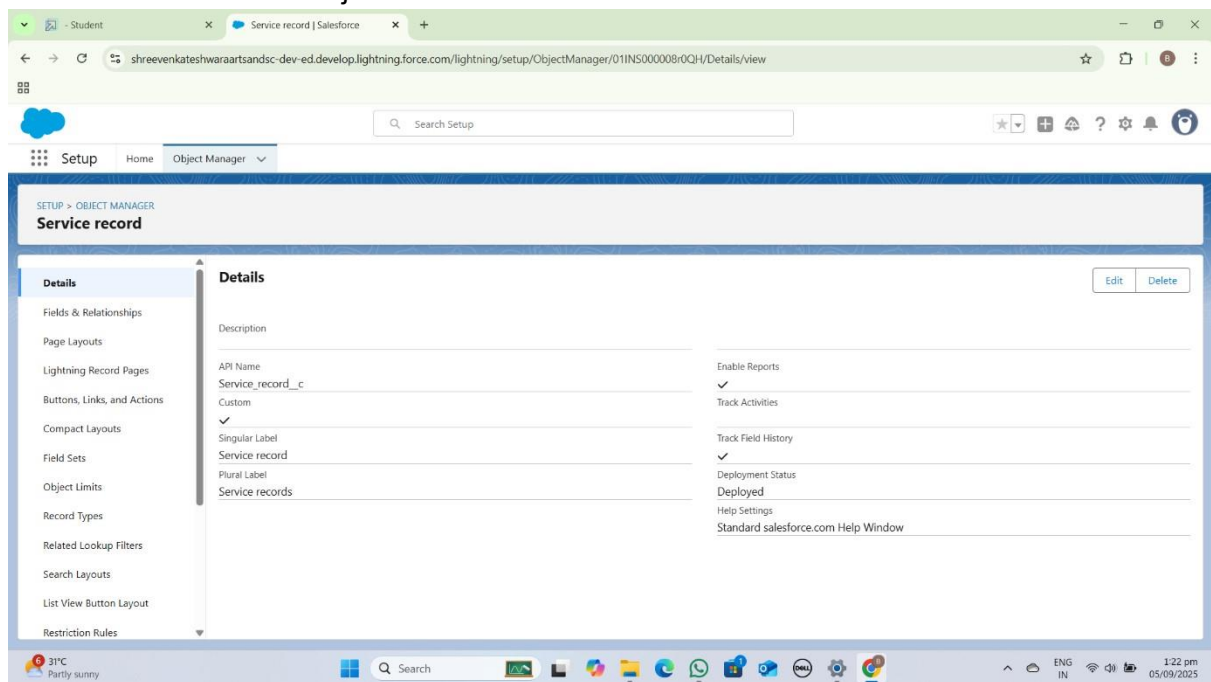 - Student
Service record | Salesforce
shreevenkateshwaraartsandsc-dev-ed.develop.lightning.force.com/lightning/setup/ObjectManager/01INS000008r0QH/Details/view
B
Search Setup
Setup
Home
Object Manager
SETUP > OBJECT MANAGER
Service record
Details
Fields & Relationships
Page Layouts
Lightning Record Pages
Buttons, Links, and Actions
Compact Layouts
Field Sets
Object Limits
Record Types
Related Lookup Filters
Search Layouts
List View Button Layout
Restriction Rules
Details
Edit
Delete
Description
API Name
Service_record__c
Custom
Singular Label
Service record
Plural Label
Service records
Enable Reports
Track Activities
Track Field History
Deployment Status
Deployed
Help Settings
Standard salesforce.com Help Window
6
31°C
Partly sunny
Search
DELL
ENG
IN
1:22 pm
05/09/2025